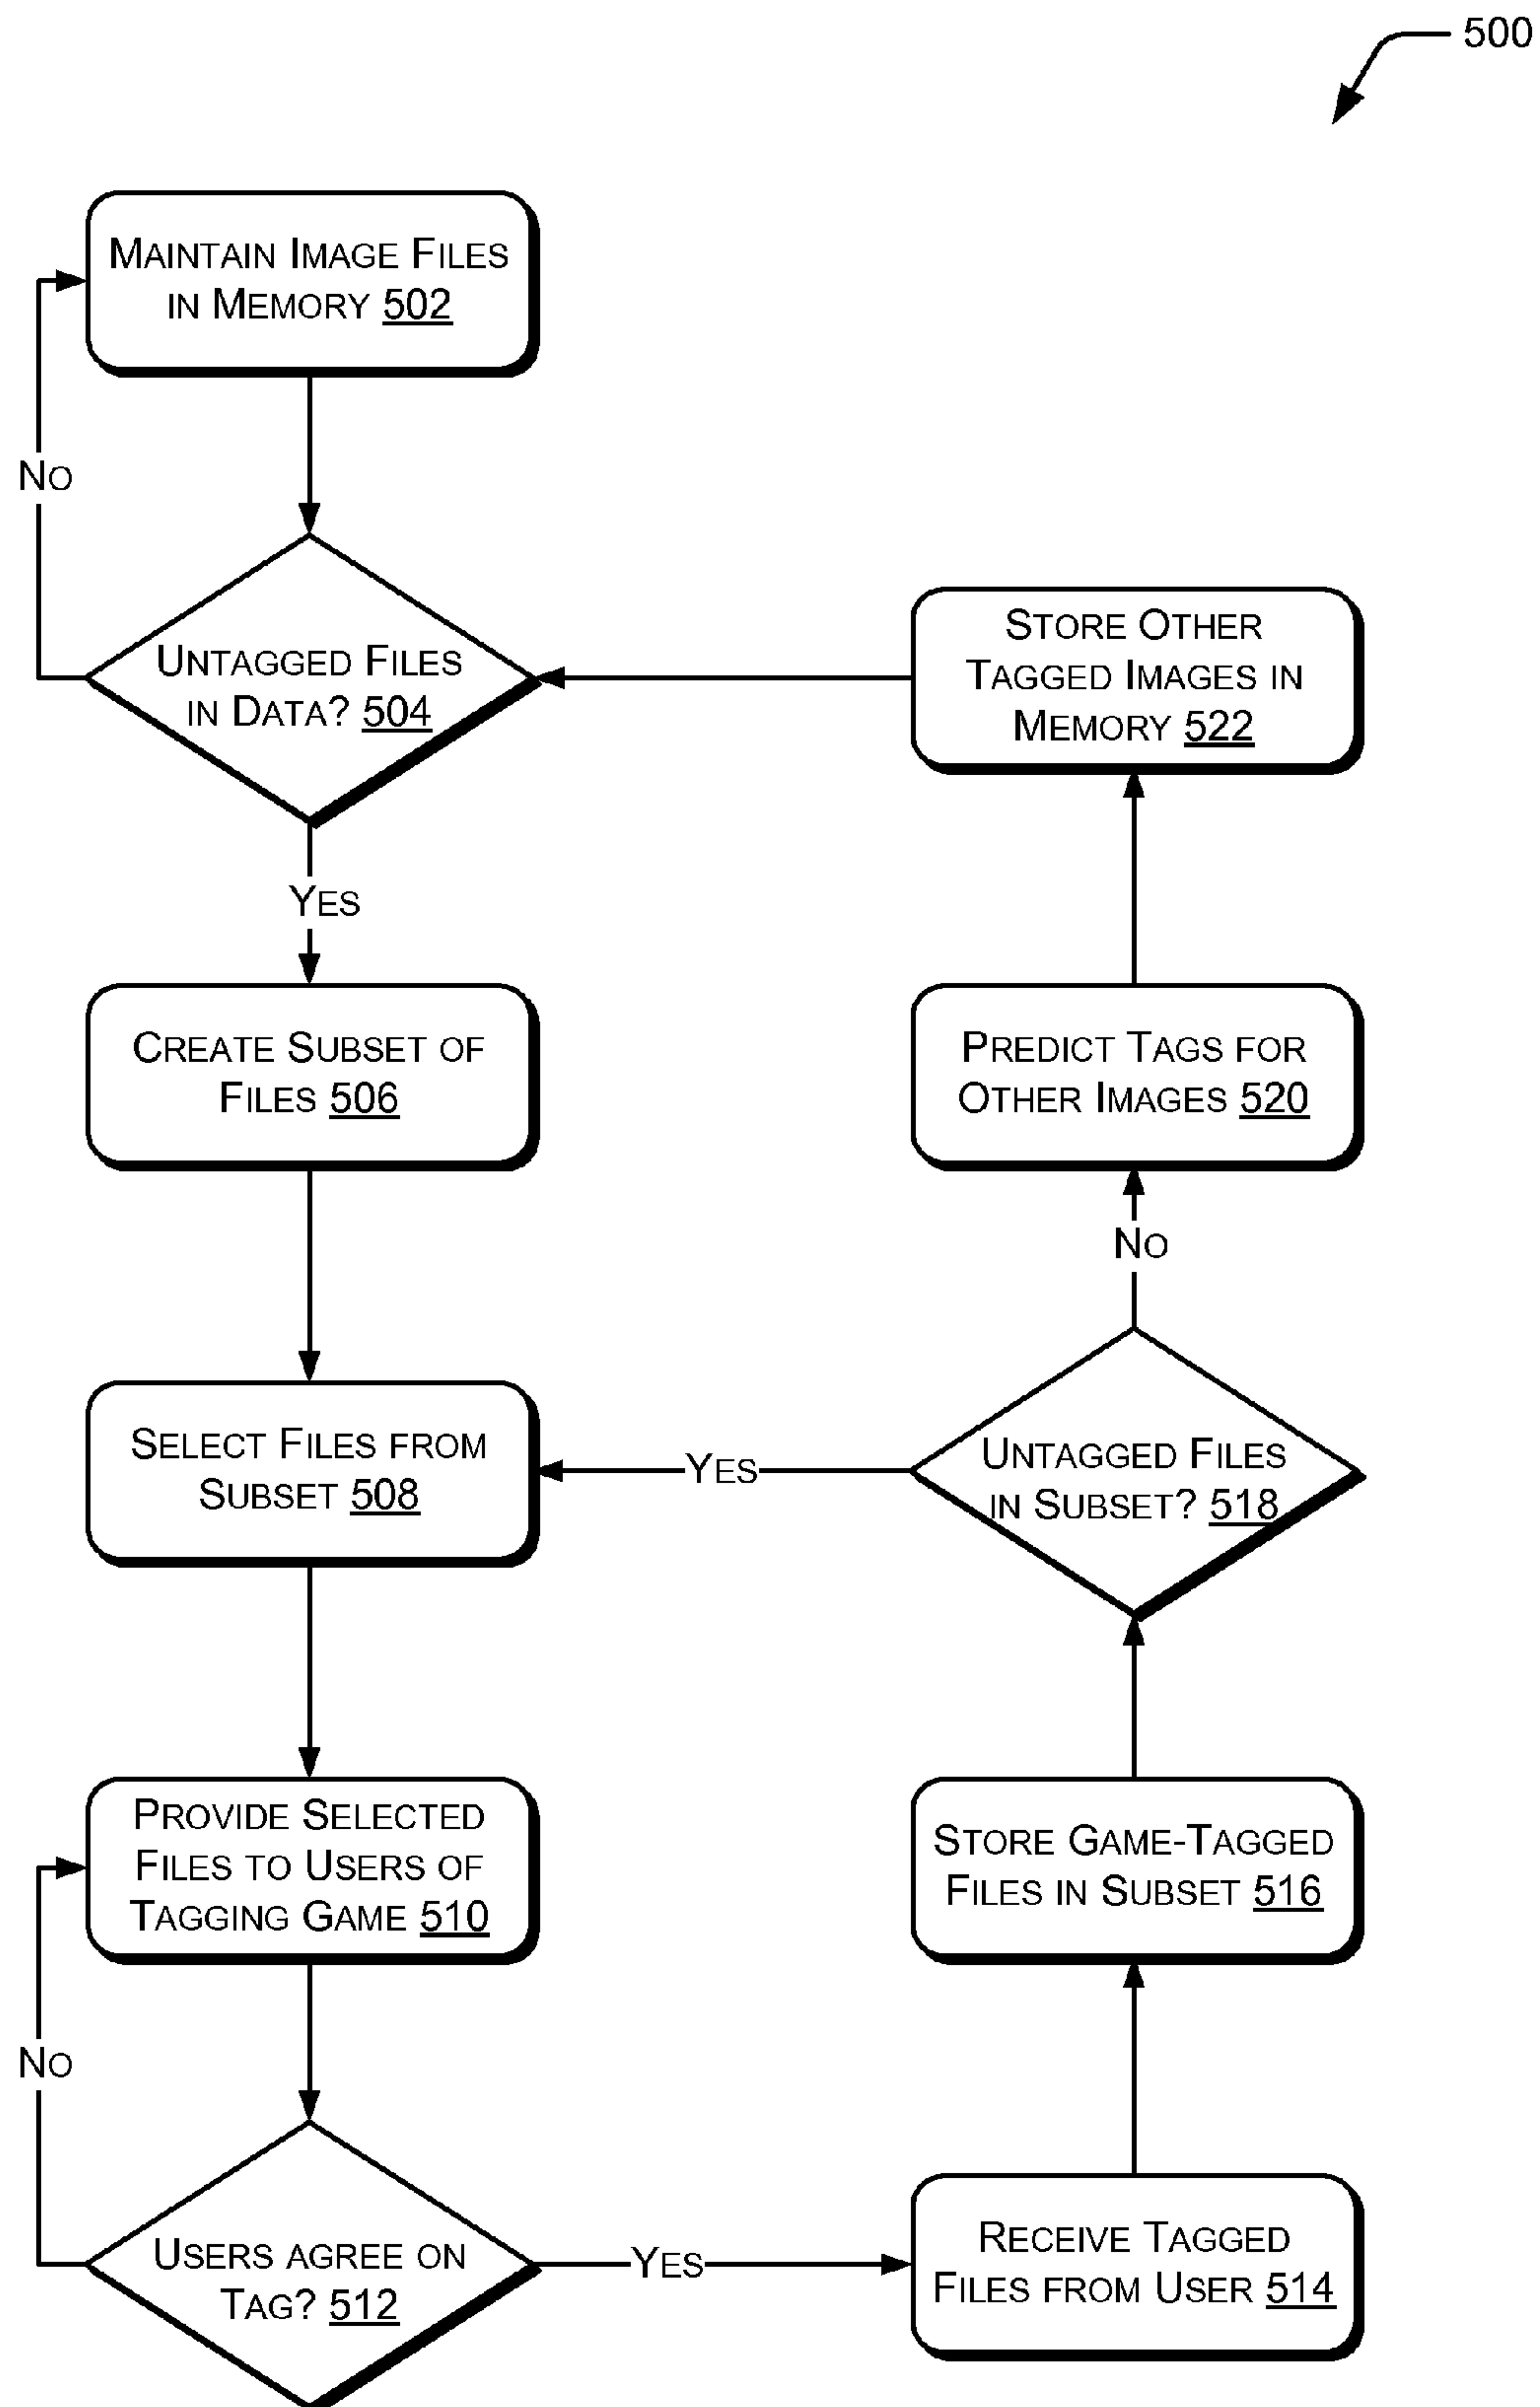 500
MAINTAIN IMAGE FILES
IN MEMORY 502
NO
UNTAGGED FILES
IN DATA? 504
YES
CREATE SUBSET OF
FILES 506
SELECT FILES FROM
SUBSET 508
PROVIDE SELECTED
FILES TO USERS OF
TAGGING GAME 510
NO
USERS AGREE ON
TAG? 512
YES
RECEIVE TAGGED
FILES FROM USER 514
STORE GAME-TAGGED
FILES IN SUBSET 516
UNTAGGED FILES
IN SUBSET? 518
YES
NO
PREDICT TAGS FOR
OTHER IMAGES 520
STORE OTHER
TAGGED IMAGES IN
MEMORY 522